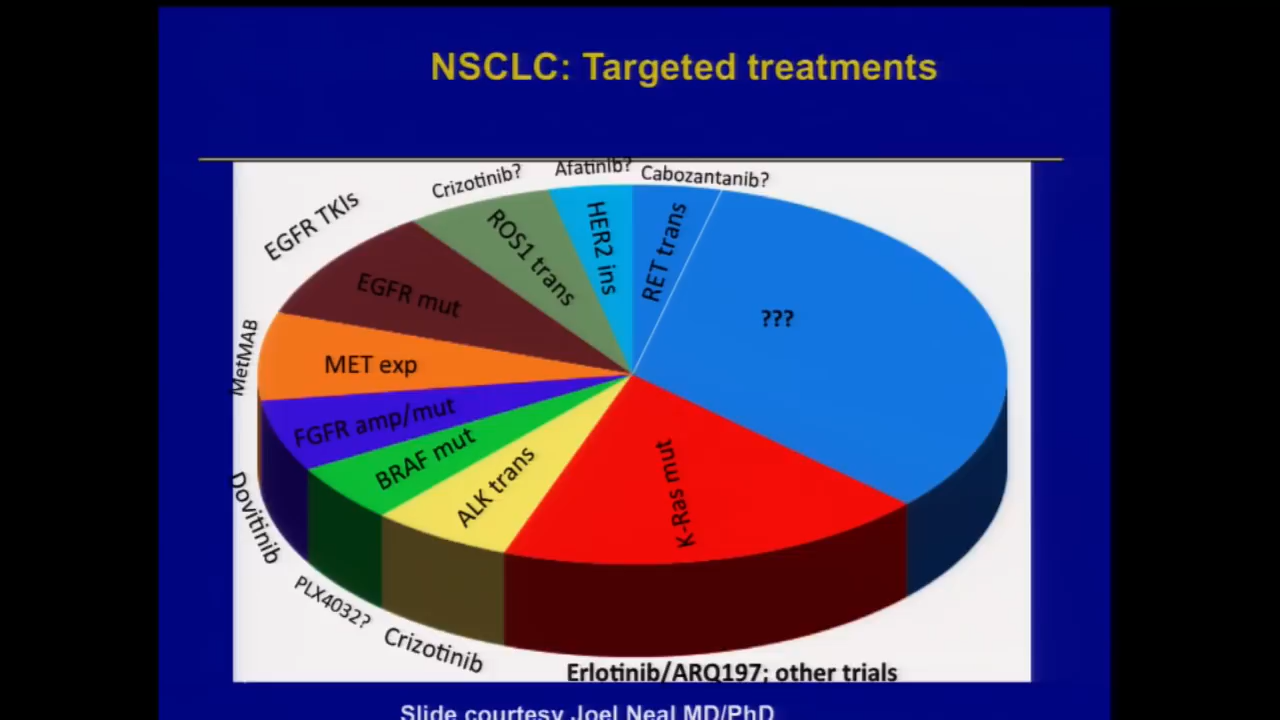 NSCLC: Targeted treatments
Afatinib?
Crizotinib?
Cabozantanib?
EGFR TKIs
HER2 ins
RET trans
ROS1 trans
EGFR mut
???
MetMAB
MET exp
FGFR amp/mut
BRAF mut
ALK trans
K-Ras mut
Dovitinib
PLX4032?
Crizotinib
Erlotinib/ARQ197; other trials
Slide courtesy Joel Neal MD/PhD